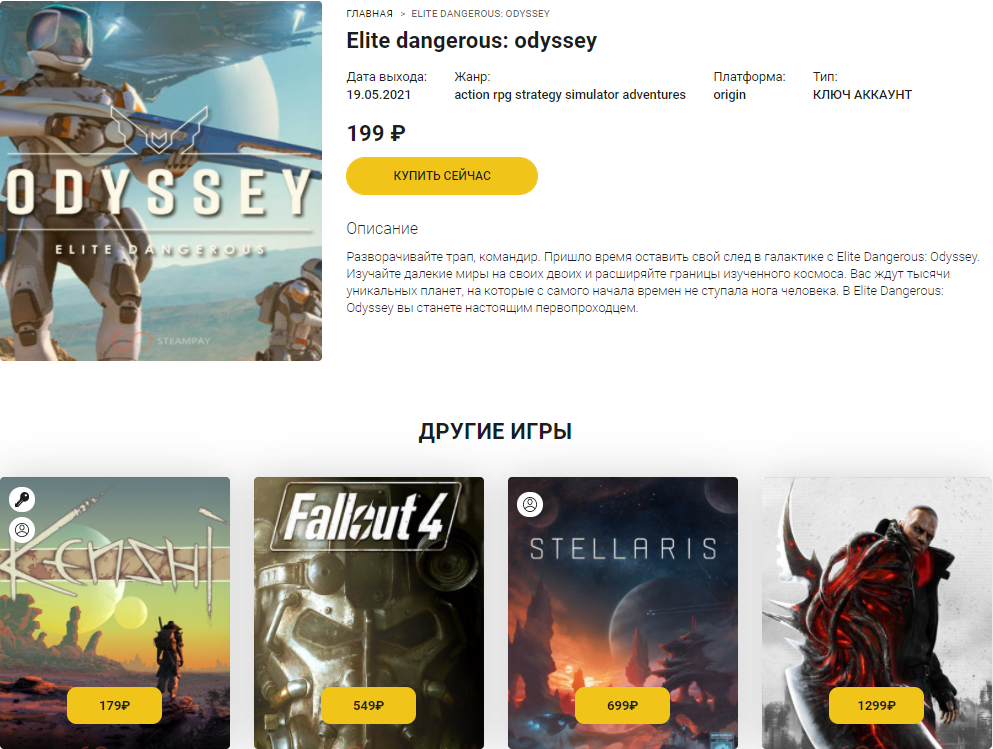 ГЛАВНАЯ > ELITE DANGEROUS: ODYSSEY
Elite dangerous: odyssey
Дата выхода: Жанр: Платформа: Тип:
19.05.2021 action rpg strategy simulator adventures origin КЛЮЧ АККАУНТ
199 ₽
КУПИТЬ СЕЙЧАС
Описание
Разворачивайте трап, командир. Пришло время оставить свой след в галактике с Elite Dangerous: Odyssey.
Изучайте далекие миры на своих двоих и расширяйте границы изученного космоса. Вас ждут тысячи
уникальных планет, на которые с самого начала времен не ступала нога человека. В Elite Dangerous:
Odyssey вы станете настоящим первопроходцем.
ODYSSEY
ELITE DANGEROUS
STEAMPAY
ДРУГИЕ ИГРЫ
KENSHI
Fallout 4
STELLARIS
179₽
549₽
699₽
1299₽